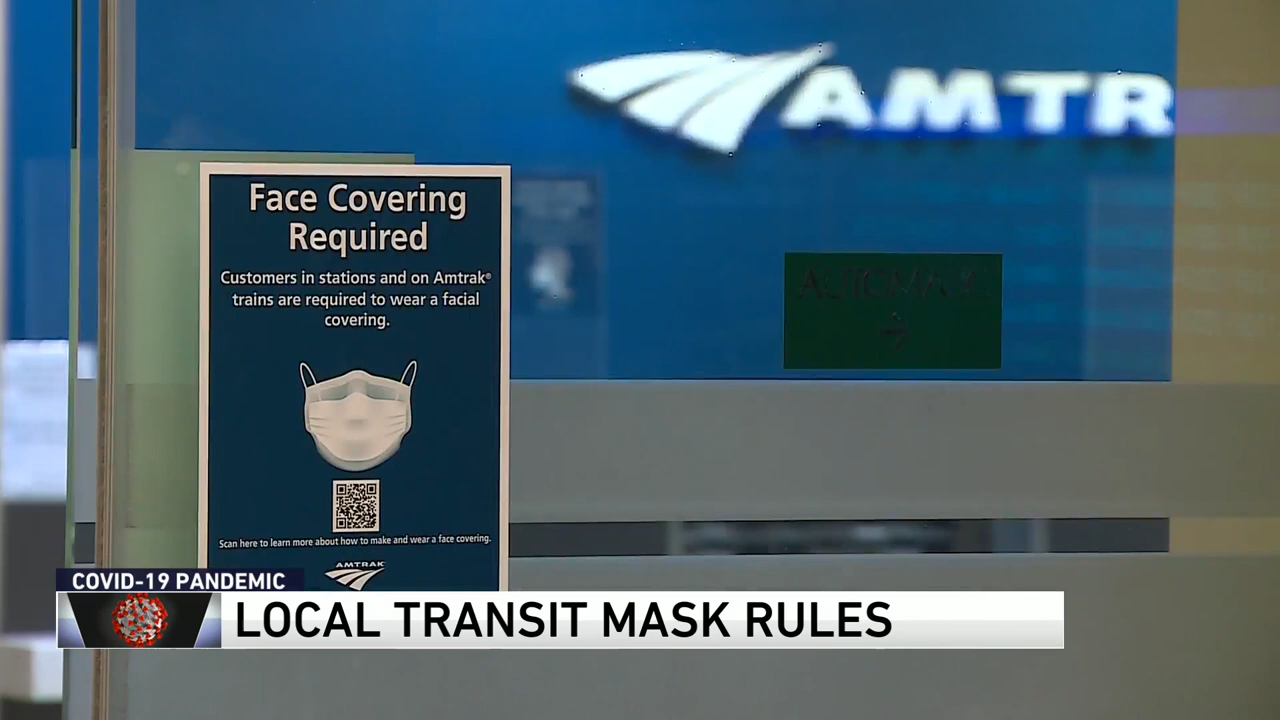 AMTR
Face Covering
Required
Customers in stations and on Amtrak®
trains are required to wear a facial
covering.
Scan here to learn more about how to make and wear a face covering.
AMTRAK
COVID-19 PANDEMIC
LOCAL TRANSIT MASK RULES